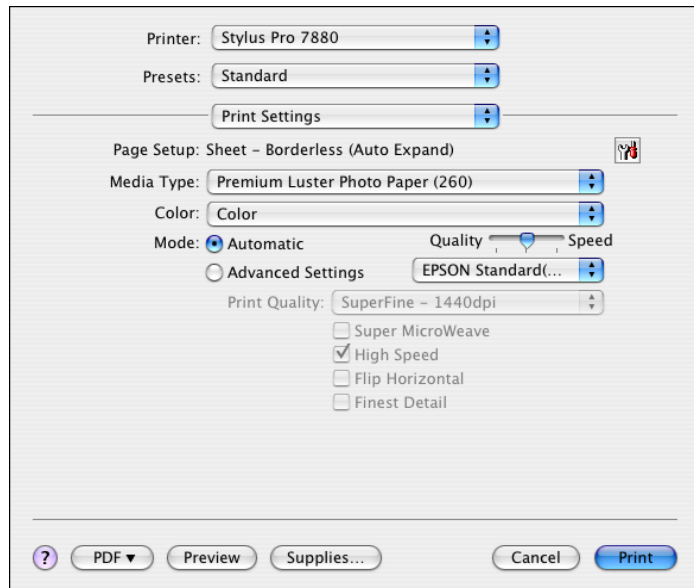 Printer: Stylus Pro 7880
Presets: Standard
Print Settings
Page Setup: Sheet – Borderless (Auto Expand)
Media Type: Premium Luster Photo Paper (260)
Color: Color
Mode: Automatic Quality Speed
Advanced Settings EPSON Standard(...
Print Quality: SuperFine – 1440dpi
Super MicroWeave
High Speed
Flip Horizontal
Finest Detail
? PDF ▼ Preview Supplies... Cancel Print